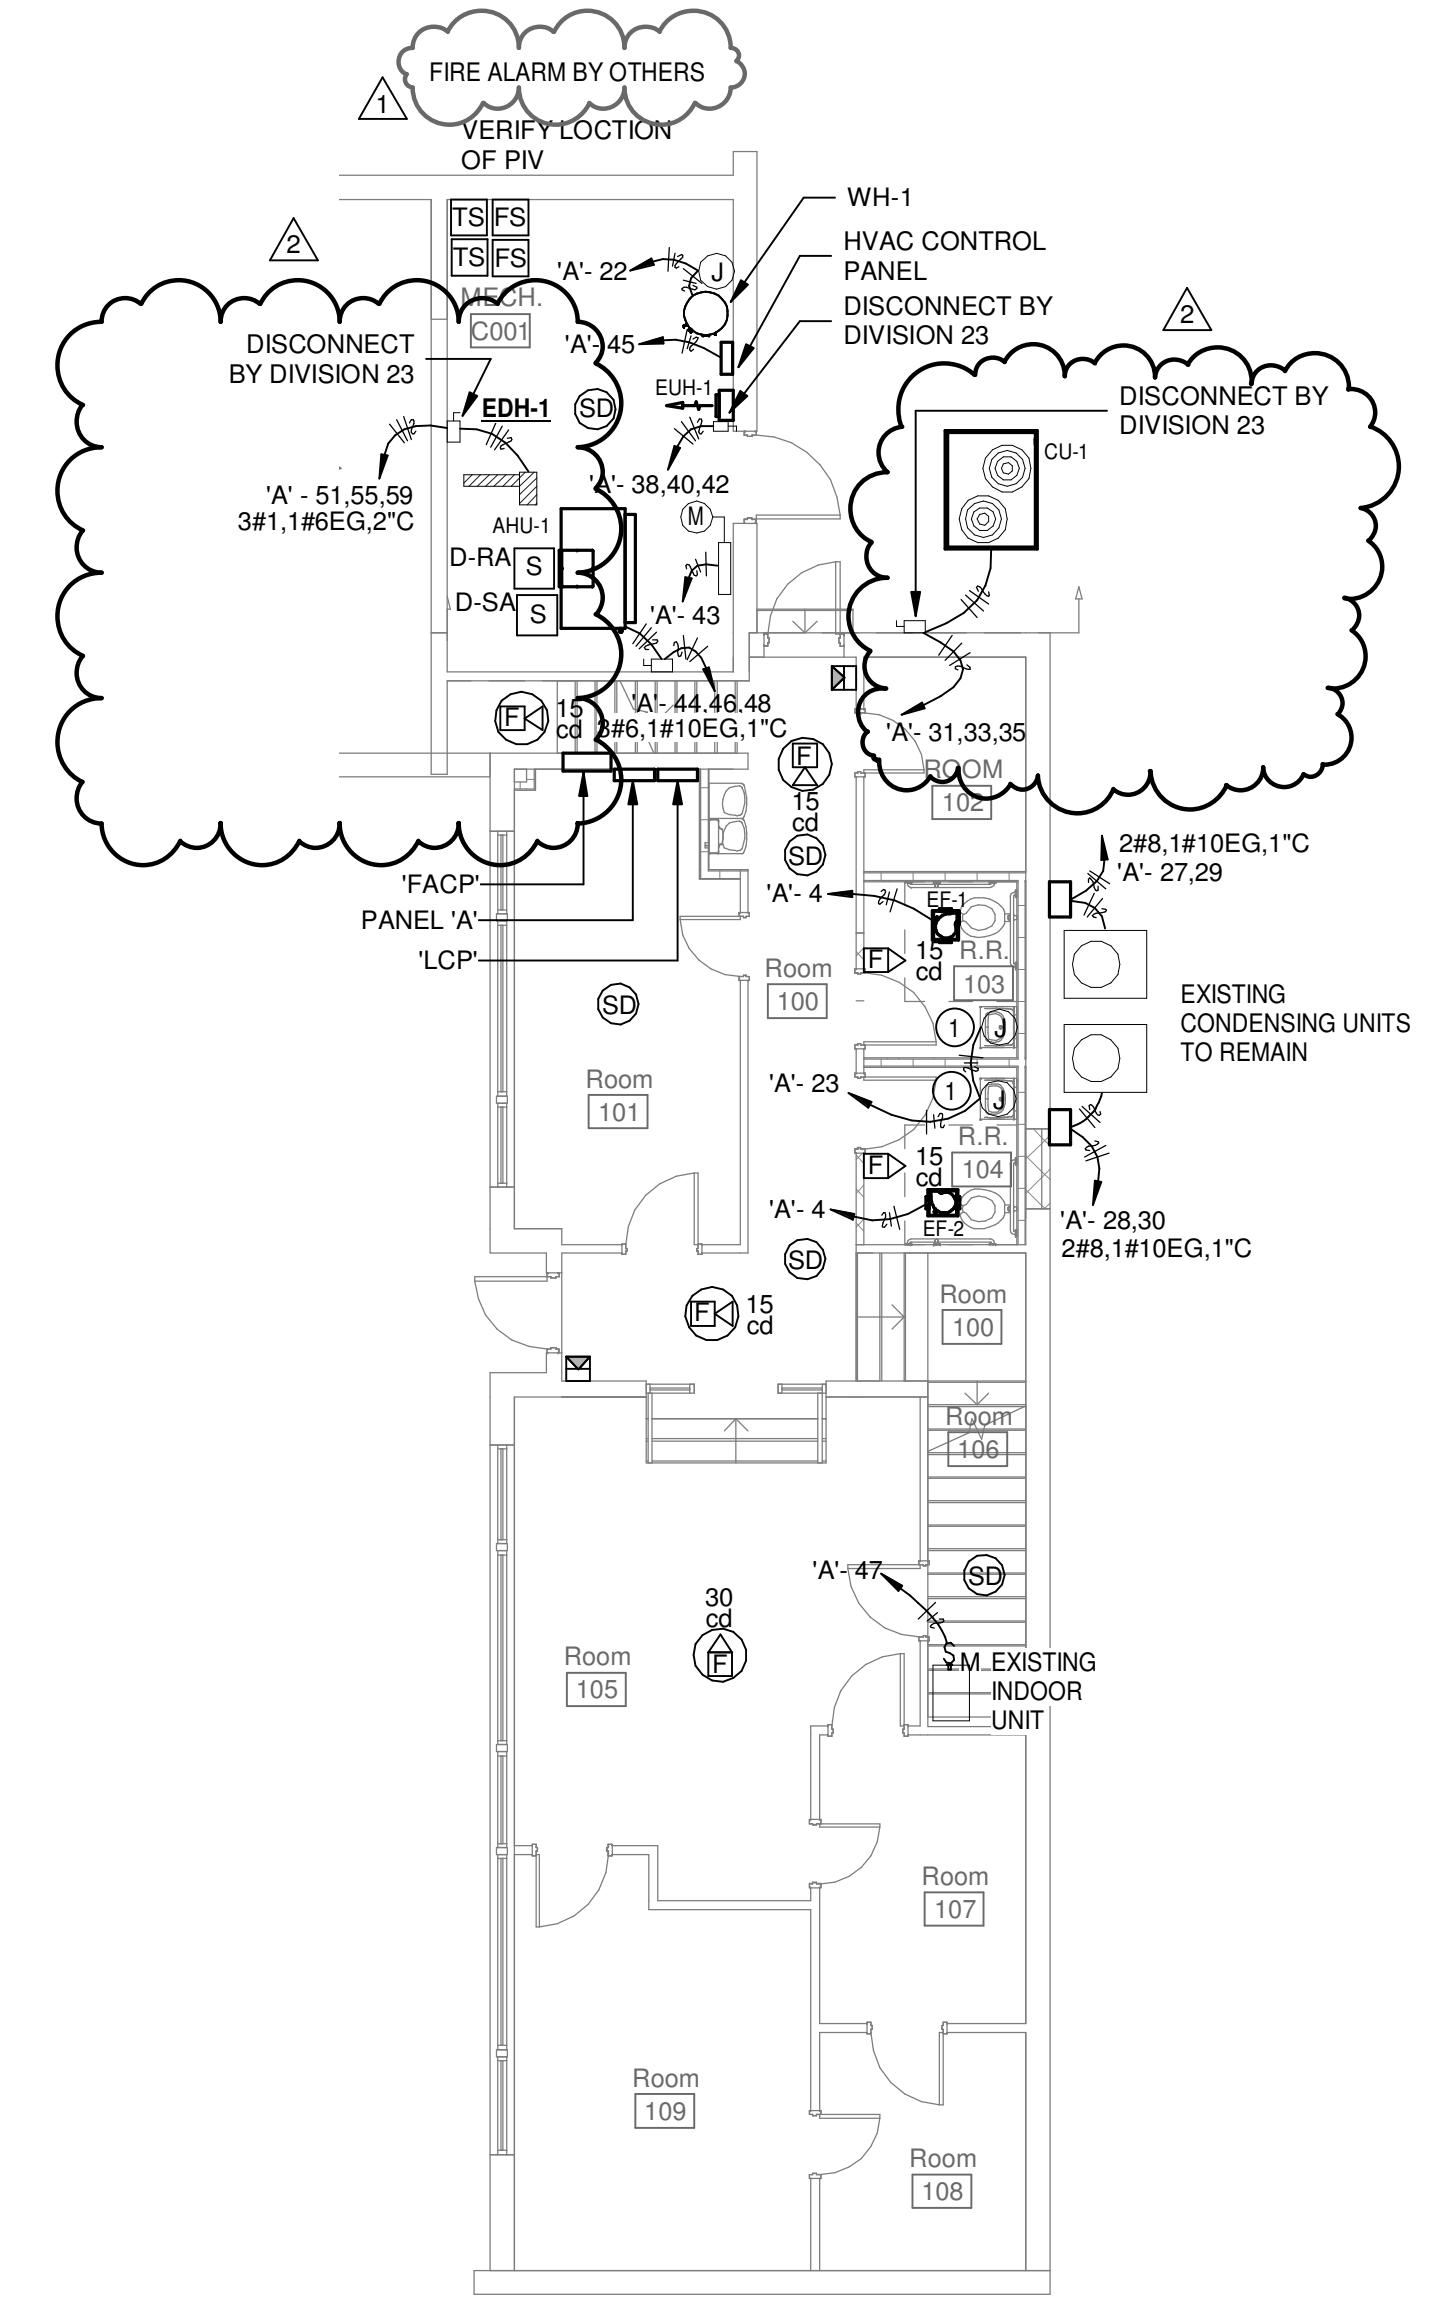 FIRE ALARM BY OTHERS
1
VERIFY LOCTION
OF PIV
WH-1
TS FS
TS FS
2
HVAC CONTROL
PANEL
'A'- 22
J
MECH.
C001
DISCONNECT BY
DIVISION 23
2
DISCONNECT
BY DIVISION 23
'A'- 45
EUH-1
EDH-1
SD
DISCONNECT BY
DIVISION 23
CU-1
'A' - 51,55,59
3#1,1#6EG,2"C
'A'- 38,40,42
AHU-1
M
D-RA
S
D-SA
S
'A'- 43
F
15
cd
'A'- 44,46,48
3#6,1#10EG,1"C
'A'- 31,33,35
F
15
cd
ROOM
102
SD
2#8,1#10EG,1"C
'A'- 27,29
'FACP'
'A'- 4
EF-1
PANEL 'A'
'LCP'
F
15
cd
R.R.
103
Room
100
SD
EXISTING
CONDENSING UNITS
TO REMAIN
1
J
Room
101
'A'- 23
1
J
F
15
cd
R.R.
104
'A'- 4
EF-2
'A'- 28,30
2#8,1#10EG,1"C
SD
F
15
cd
Room
100
Room
106
'A'- 47
SD
30
cd
F
Room
105
$
M
EXISTING
INDOOR
UNIT
Room
107
Room
109
Room
108